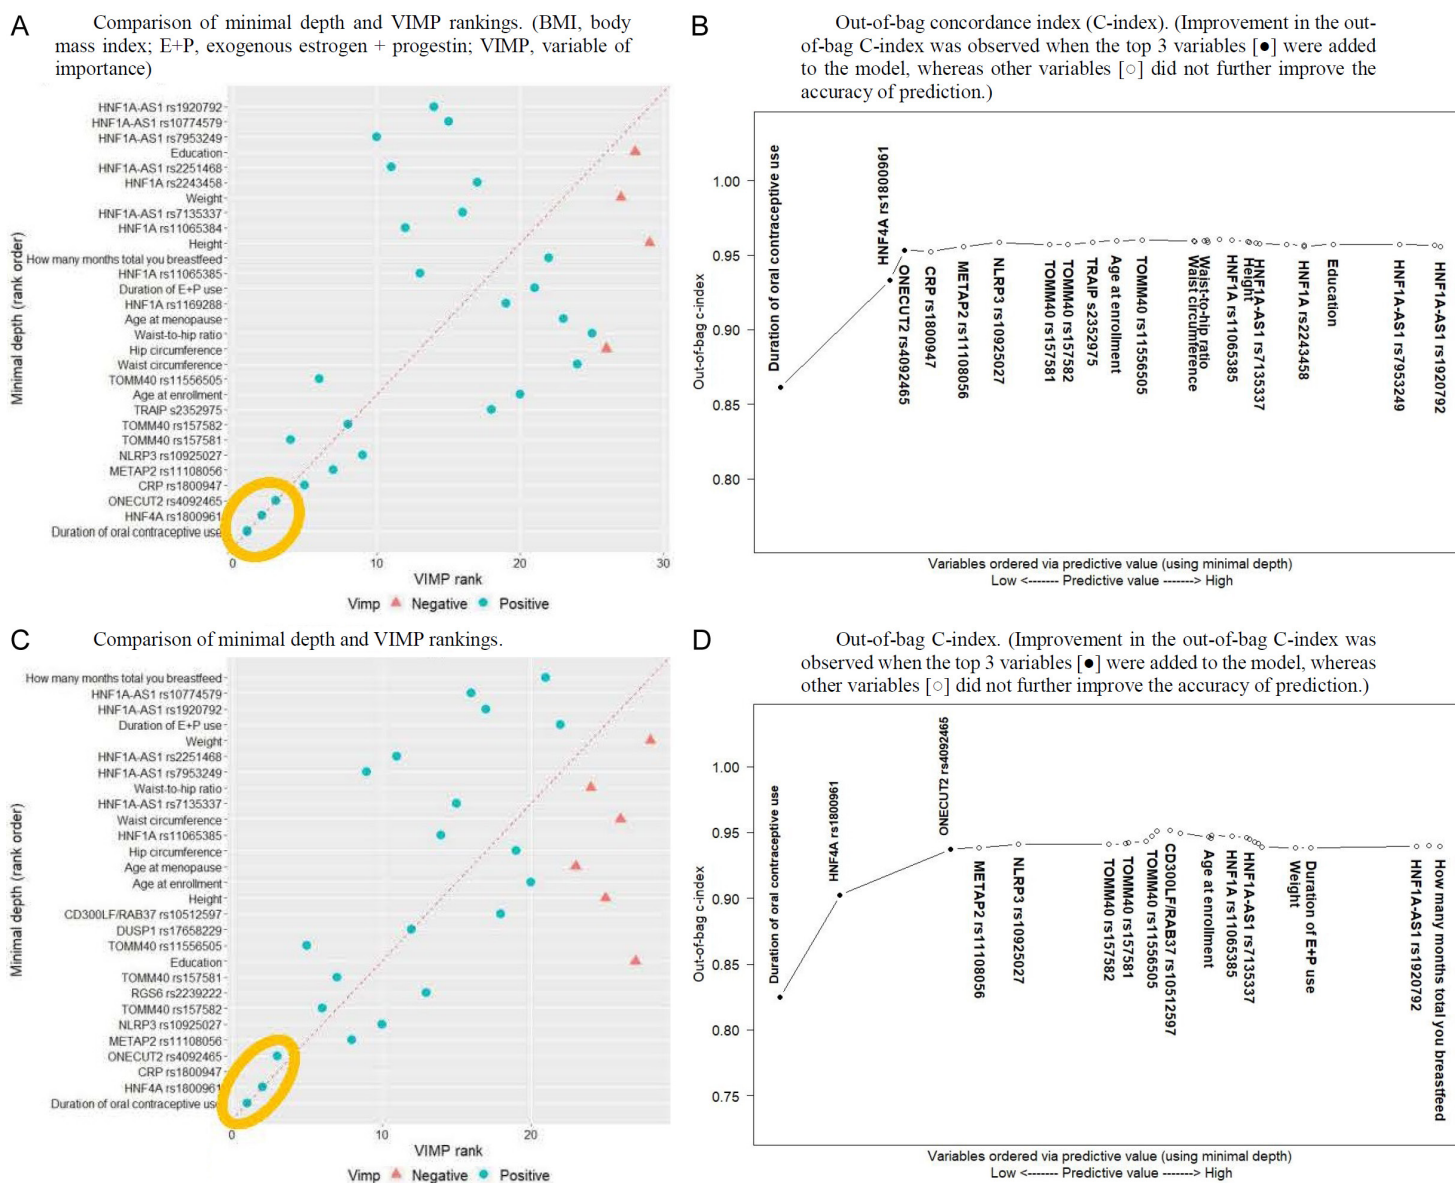 A
Comparison of minimal depth and VIMP rankings. (BMI, body
mass index; E+P, exogenous estrogen + progestin; VIMP, variable of
importance)
Minimal depth (rank order)
HNF1A-AS1 rs1920792
HNF1A-AS1 rs10774579
HNF1A-AS1 rs7953249
Education
HNF1A-AS1 rs2251468
HNF1A rs2243458
Weight
HNF1A-AS1 rs7135337
HNF1A rs11065384
Height
How many months total you breastfeed
HNF1A rs11065385
Duration of E+P use
HNF1A rs1169288
Age at menopause
Waist-to-hip ratio
Hip circumference
Waist circumference
TOMM40 rs11556505
Age at enrollment
TRAIP s2352975
TOMM40 rs157582
TOMM40 rs157581
NLRP3 rs10925027
METAP2 rs11108056
CRP rs1800947
ONECUT2 rs4092465
HNF4A rs1800961
Duration of oral contraceptive use
0 10 20 30
VIMP rank
Vimp Negative Positive
B
Out-of-bag concordance index (C-index). (Improvement in the out-
of-bag C-index was observed when the top 3 variables [●] were added
to the model, whereas other variables [○] did not further improve the
accuracy of prediction.)
Out-of-bag c-index
1.00
0.95
0.90
0.85
0.80
Duration of oral contraceptive use
HNF4A rs1800961
ONECUT2 rs4092465
CRP rs1800947
METAP2 rs11108056
NLRP3 rs10925027
TOMM40 rs157581
TOMM40 rs157582
TRAIP s2352975
Age at enrollment
TOMM40 rs11556505
Waist circumference
Waist-to-hip ratio
HNF1A rs11065385
Height
HNF1A-AS1 rs7135337
HNF1A rs2243458
Education
HNF1A-AS1 rs7953249
HNF1A-AS1 rs1920792
Variables ordered via predictive value (using minimal depth)
Low <------- Predictive value -------> High
C
Comparison of minimal depth and VIMP rankings.
Minimal depth (rank order)
How many months total you breastfeed
HNF1A-AS1 rs10774579
HNF1A-AS1 rs1920792
Duration of E+P use
Weight
HNF1A-AS1 rs2251468
HNF1A-AS1 rs7953249
Waist-to-hip ratio
HNF1A-AS1 rs7135337
Waist circumference
HNF1A rs11065385
Hip circumference
Age at menopause
Age at enrollment
Height
CD300LF/RAB37 rs10512597
DUSP1 rs17658229
TOMM40 rs11556505
Education
TOMM40 rs157581
RGS6 rs2239222
TOMM40 rs157582
NLRP3 rs10925027
METAP2 rs11108056
ONECUT2 rs4092465
CRP rs1800947
HNF4A rs1800961
Duration of oral contraceptive use
0 10 20
VIMP rank
Vimp Negative Positive
D
Out-of-bag C-index. (Improvement in the out-of-bag C-index was
observed when the top 3 variables [●] were added to the model, whereas
other variables [○] did not further improve the accuracy of prediction.)
Out-of-bag c-index
1.00
0.95
0.90
0.85
0.80
0.75
Duration of oral contraceptive use
HNF4A rs1800961
ONECUT2 rs4092465
METAP2 rs11108056
NLRP3 rs10925027
TOMM40 rs157582
TOMM40 rs157581
TOMM40 rs11556505
CD300LF/RAB37 rs10512597
Age at enrollment
HNF1A rs11065385
HNF1A-AS1 rs7135337
Weight
Duration of E+P use
HNF1A-AS1 rs1920792
How many months total you breastfeed
Variables ordered via predictive value (using minimal depth)
Low <------- Predictive value -------> High